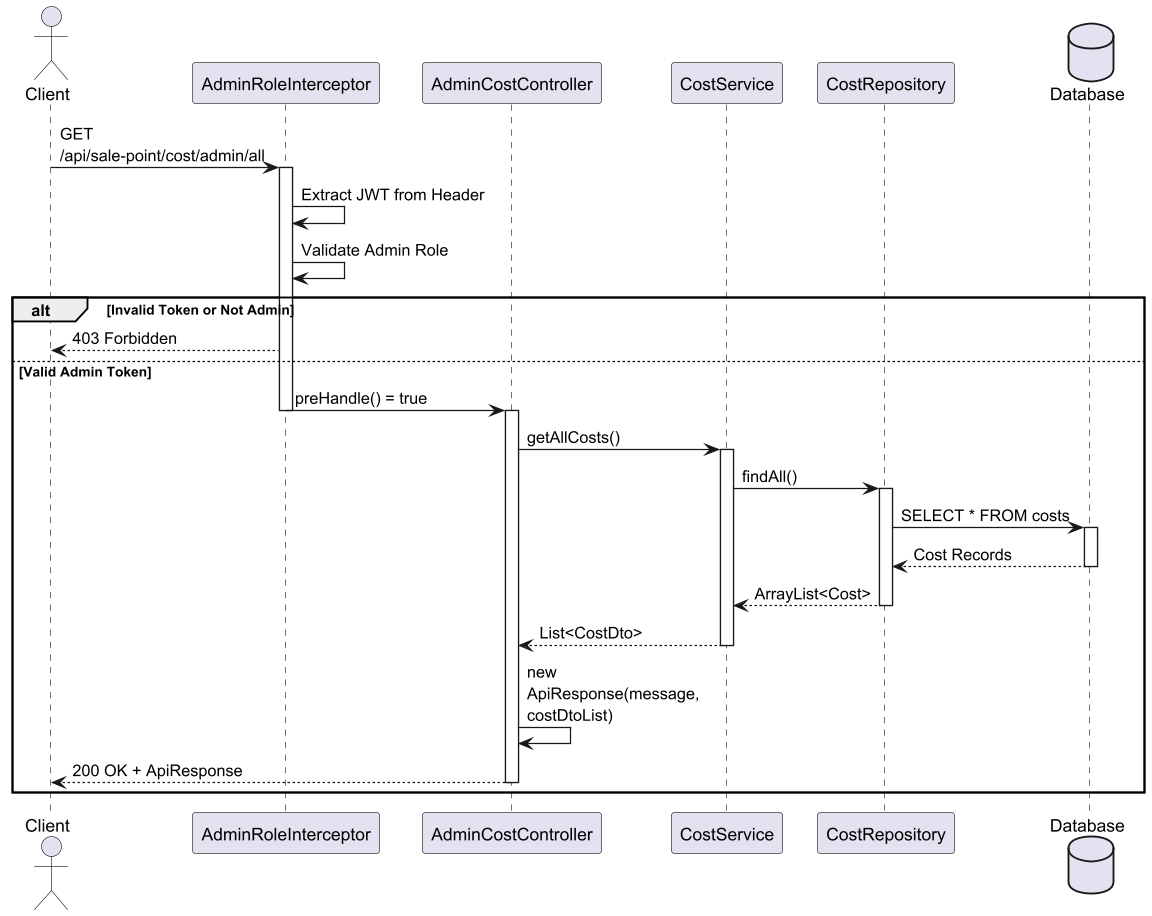 Client
AdminRoleInterceptor
AdminCostController
CostService
CostRepository
Database
GET
/api/sale-point/cost/admin/all
Extract JWT from Header
Validate Admin Role
alt
[Invalid Token or Not Admin]
403 Forbidden
[Valid Admin Token]
preHandle() = true
getAllCosts()
findAll()
SELECT * FROM costs
Cost Records
ArrayList<Cost>
List<CostDto>
new
ApiResponse(message,
costDtoList)
200 OK + ApiResponse
Client
AdminRoleInterceptor
AdminCostController
CostService
CostRepository
Database